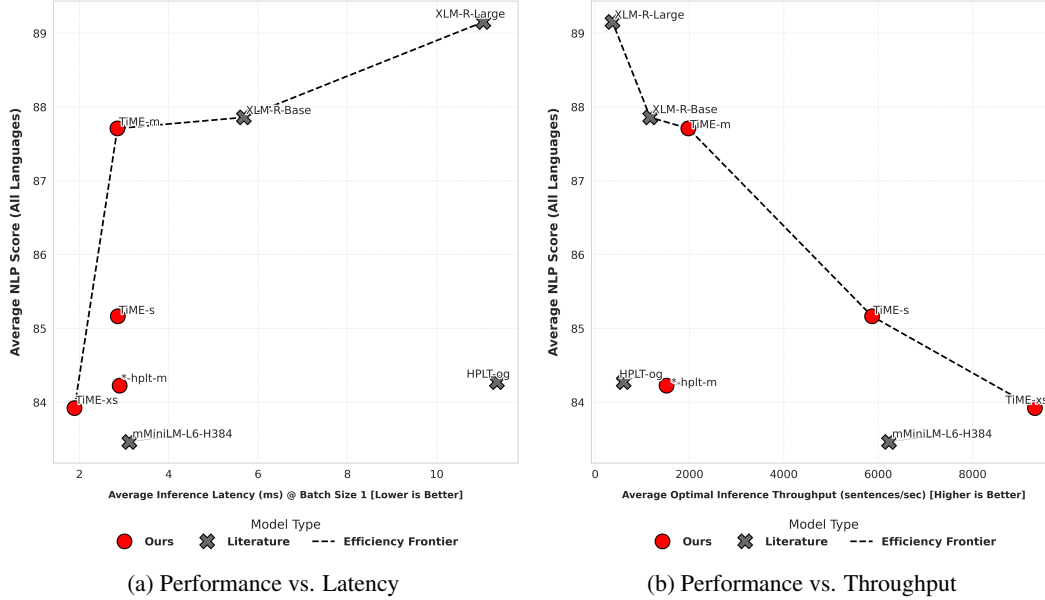 Average NLP Score (All Languages)
89
88
87
86
85
84
XLM-R-Large
XLM-R-Base
TiME-m
TiME-s
*-hplt-m
HPLT-og
TiME-xs
mMiniLM-L6-H384
2 4 6 8 10
Average Inference Latency (ms) @ Batch Size 1 [Lower is Better]
Model Type
Ours Literature Efficiency Frontier
(a) Performance vs. Latency
Average NLP Score (All Languages)
89
88
87
86
85
84
XLM-R-Large
XLM-R-Base
TiME-m
TiME-s
HPLT-og
*-hplt-m
TiME-xs
mMiniLM-L6-H384
0 2000 4000 6000 8000
Average Optimal Inference Throughput (sentences/sec) [Higher is Better]
Model Type
Ours Literature Efficiency Frontier
(b) Performance vs. Throughput